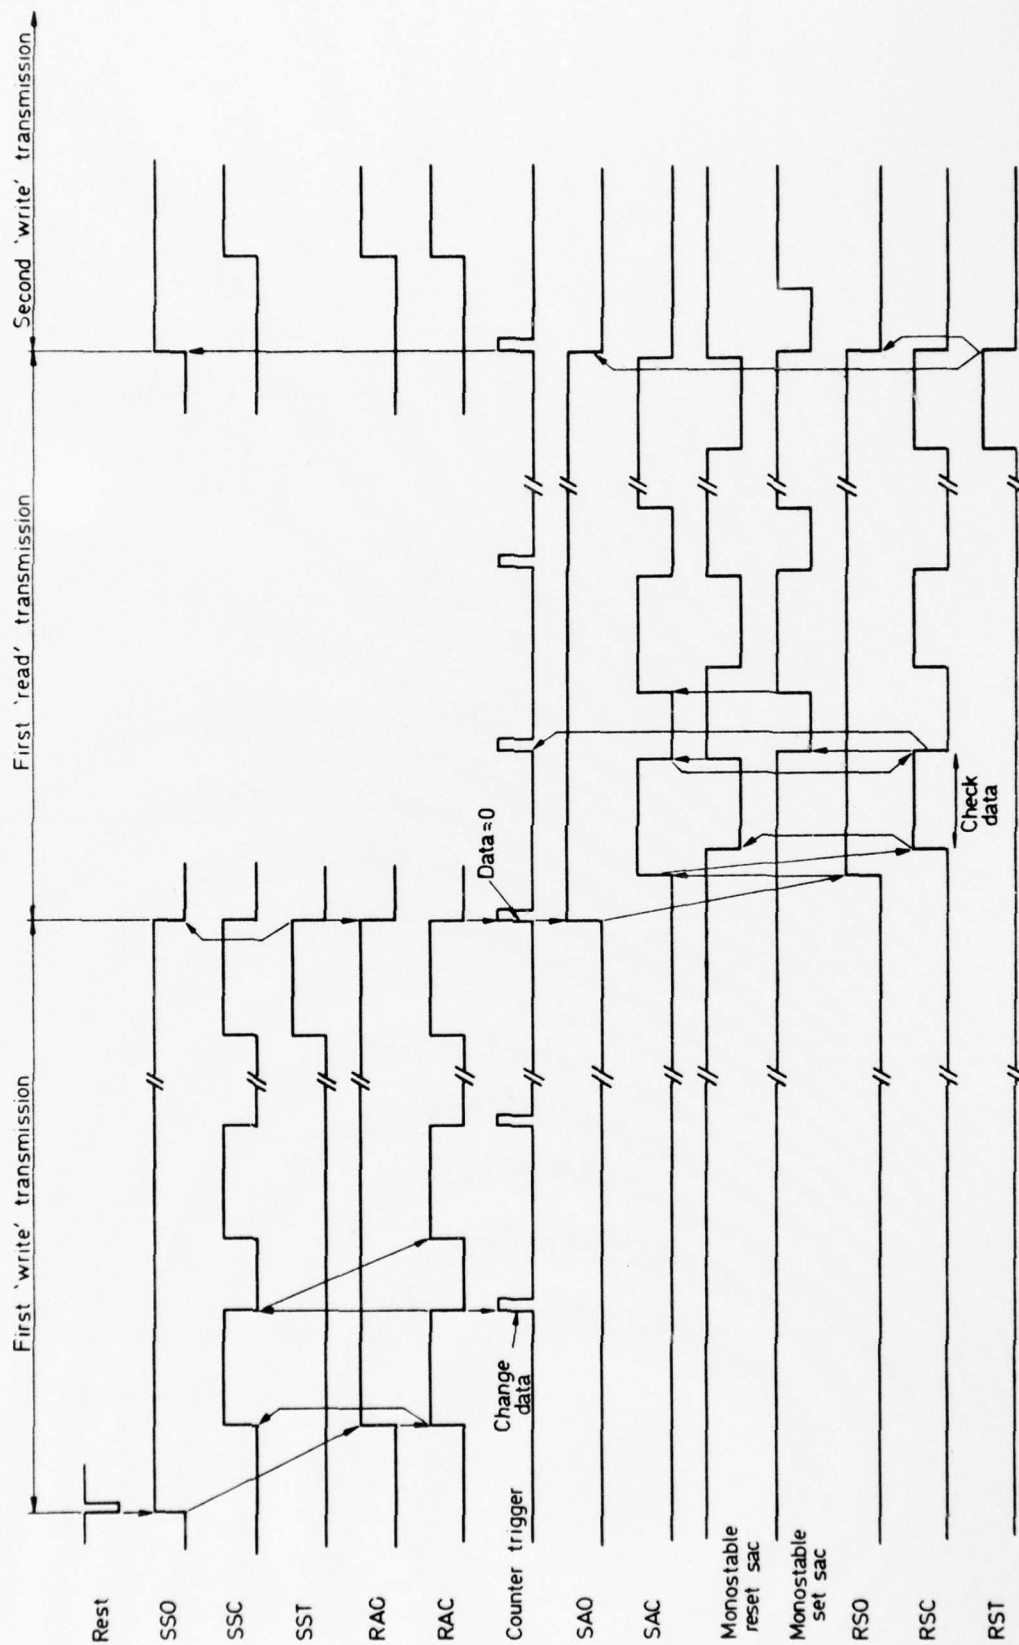 First 'write' transmission
First 'read' transmission
Second 'write' transmission
Rest
SSO
SSC
SST
RAC
RAC
Counter trigger
Change
data
Data=0
SAO
SAC
Monostable
reset sac
Monostable
set sac
RSO
RSC
Check
data
RST